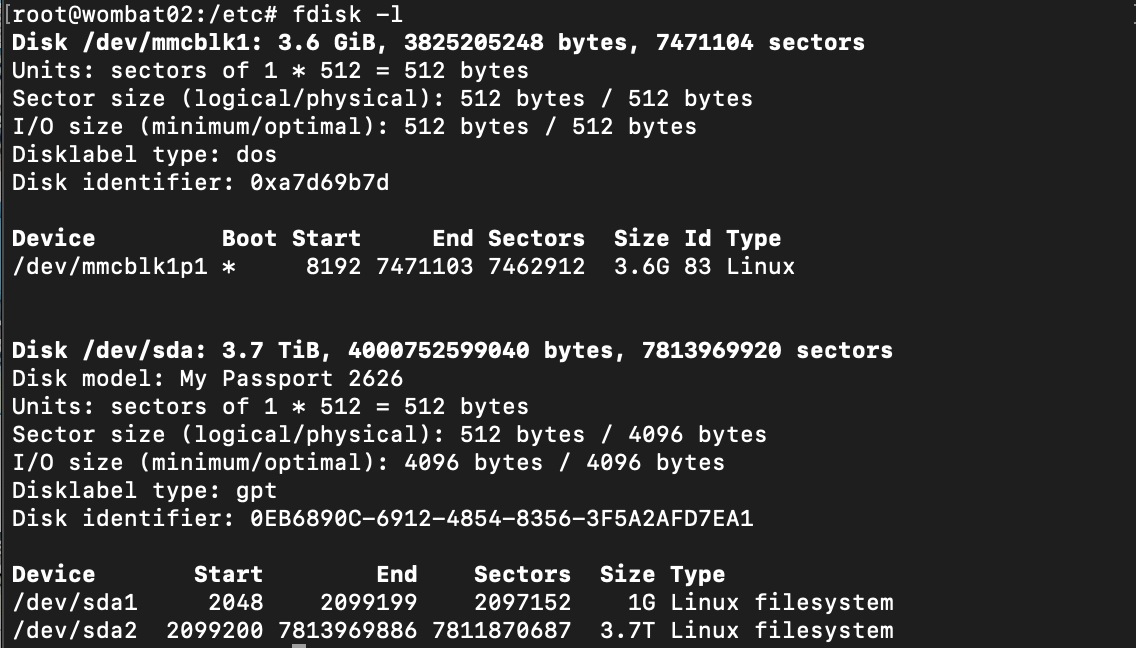 [root@wombat02:/etc# fdisk -l
Disk /dev/mmcblk1: 3.6 GiB, 3825205248 bytes, 7471104 sectors
Units: sectors of 1 * 512 = 512 bytes
Sector size (logical/physical): 512 bytes / 512 bytes
I/O size (minimum/optimal): 512 bytes / 512 bytes
Disklabel type: dos
Disk identifier: 0xa7d69b7d
Device         Boot Start     End Sectors  Size Id Type
/dev/mmcblk1p1 *     8192 7471103 7462912  3.6G 83 Linux
Disk /dev/sda: 3.7 TiB, 4000752599040 bytes, 7813969920 sectors
Disk model: My Passport 2626
Units: sectors of 1 * 512 = 512 bytes
Sector size (logical/physical): 512 bytes / 4096 bytes
I/O size (minimum/optimal): 4096 bytes / 4096 bytes
Disklabel type: gpt
Disk identifier: 0EB6890C-6912-4854-8356-3F5A2AFD7EA1
Device       Start        End    Sectors  Size Type
/dev/sda1     2048    2099199    2097152    1G Linux filesystem
/dev/sda2  2099200 7813969886 7811870687  3.7T Linux filesystem